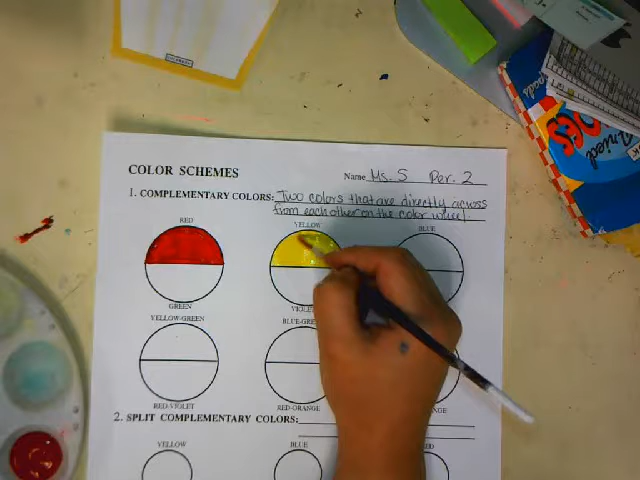 COLOR SCHEMES
Name Ms. S Per. 2
1. COMPLEMENTARY COLORS: Two colors that are directly across
from each other on the color wheel
RED
YELLOW
BLUE
GREEN
YELLOW-GREEN
RED-VIOLET
RED-ORANGE
2. SPLIT COMPLEMENTARY COLORS:
YELLOW
BLUE